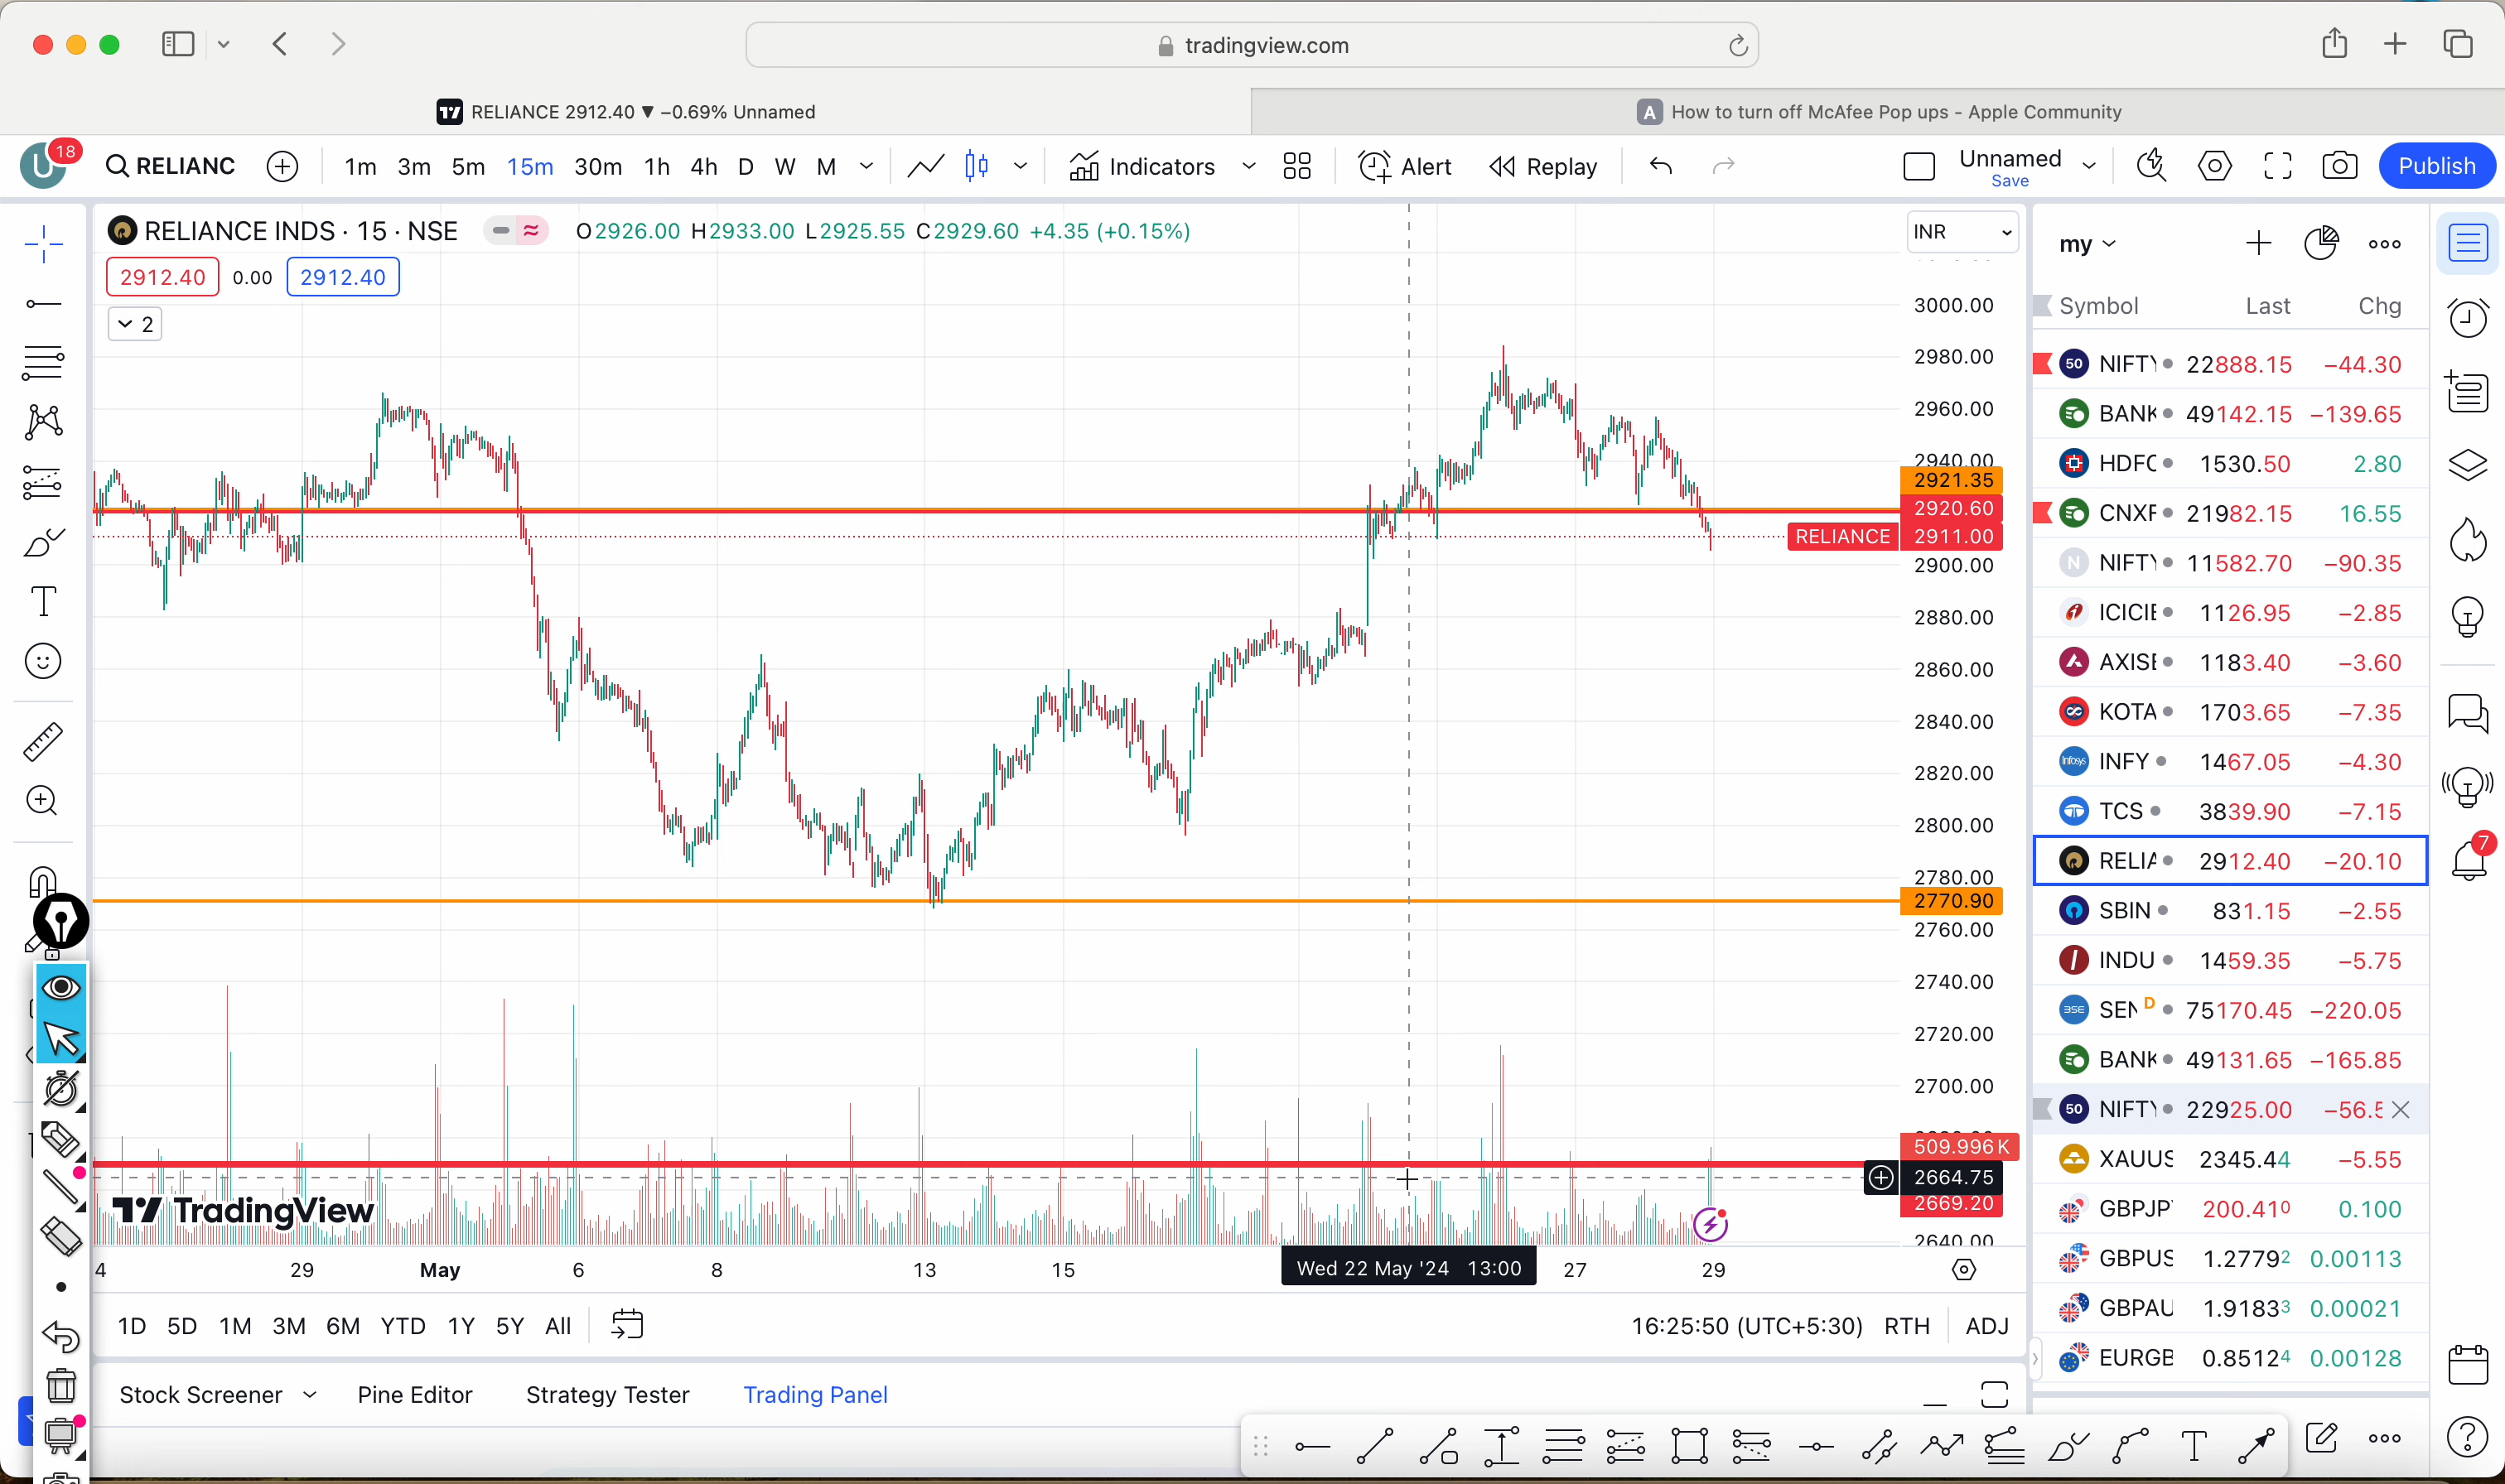 tradingview.com
RELIANCE 2912.40 ▼ −0.69% Unnamed
A How to turn off McAfee Pop ups - Apple Community
U 18 RELIANC 1m 3m 5m 15m 30m 1h 4h D W M Indicators Alert Replay Unnamed Save Publish
RELIANCE INDS · 15 · NSE O2926.00 H2933.00 L2925.55 C2929.60 +4.35 (+0.15%) INR
2912.40 0.00 2912.40
2
3000.00
2980.00
2960.00
2940.00
2921.35
2920.60
RELIANCE 2911.00
2900.00
2880.00
2860.00
2840.00
2820.00
2800.00
2780.00
2770.90
2760.00
2740.00
2720.00
2700.00
509.996K
2664.75
2669.20
2640.00
TradingView
4 29 May 6 8 13 15 Wed 22 May '24 13:00 27 29
1D 5D 1M 3M 6M YTD 1Y 5Y All 16:25:50 (UTC+5:30) RTH ADJ
Stock Screener Pine Editor Strategy Tester Trading Panel
my
Symbol Last Chg
50 NIFTY 22888.15 −44.30
BANK 49142.15 −139.65
HDFC 1530.50 2.80
CNXF 21982.15 16.55
N NIFTY 11582.70 −90.35
ICICIE 1126.95 −2.85
AXISE 1183.40 −3.60
KOTA 1703.65 −7.35
Infosys INFY 1467.05 −4.30
TCS 3839.90 −7.15
RELIA 2912.40 −20.10
SBIN 831.15 −2.55
INDU 1459.35 −5.75
BSE SEN D 75170.45 −220.05
BANK 49131.65 −165.85
50 NIFTY 22925.00 −56.5
XAUUS 2345.44 −5.55
GBPJP 200.410 0.100
GBPUS 1.27792 0.00113
GBPAU 1.91833 0.00021
EURGB 0.85124 0.00128
7